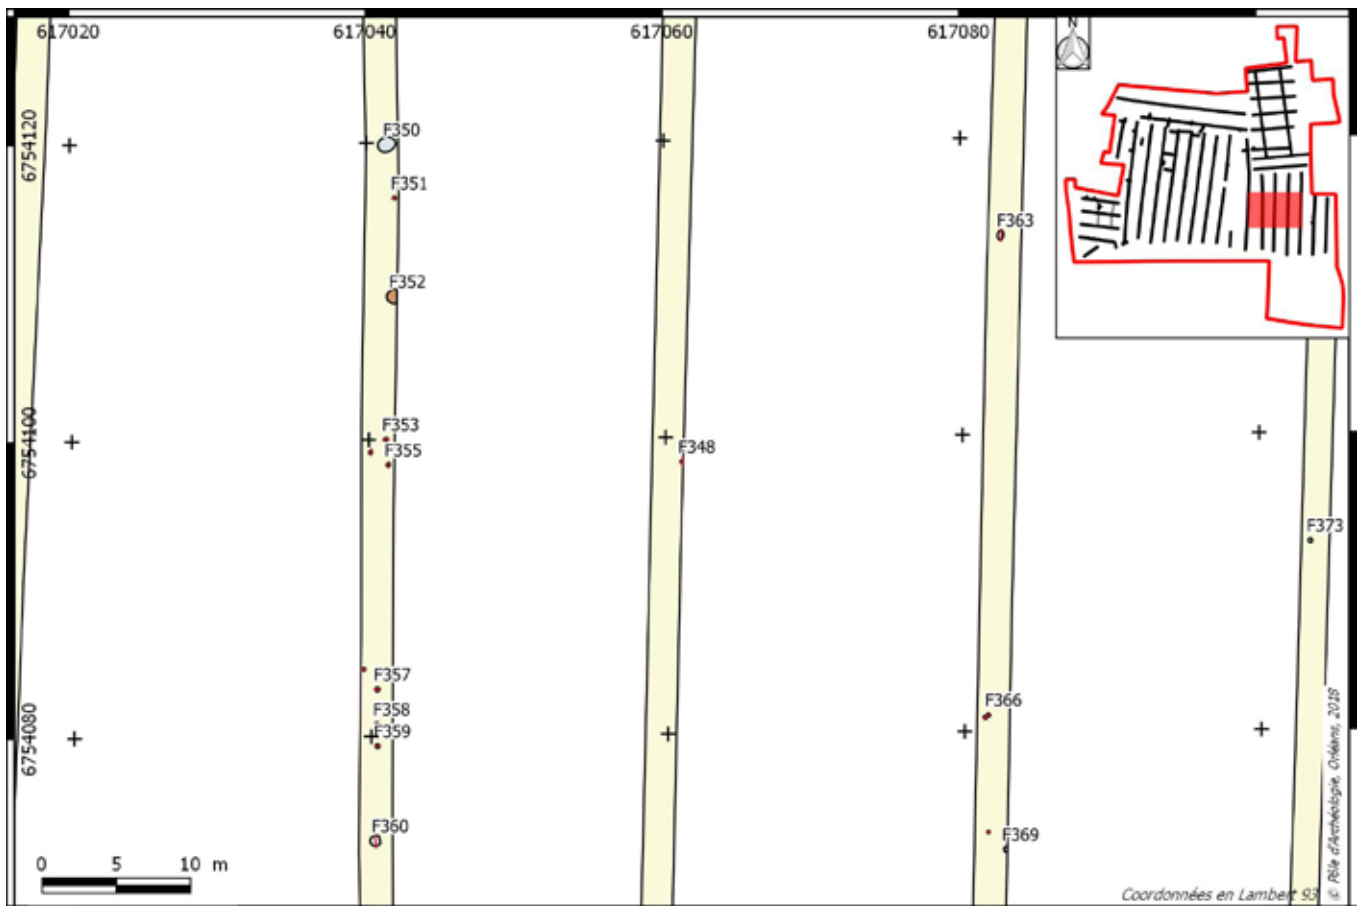 617020 617040 617060 617080
N
6754120
F350
F351
F363
F352
6754100
F353
F355
F348
F373
F357
F366
F358
F359
6754080
F360
F369
0 5 10 m
Coordonnées en Lambert 93
© Pôle d'Archéologie, Orléans, 2018